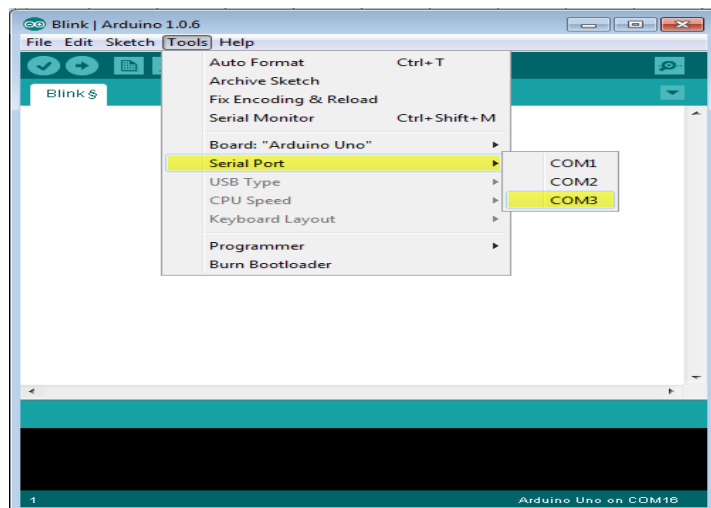 Blink | Arduino 1.0.6
File Edit Sketch Tools Help
Auto Format Ctrl+T
Archive Sketch
Fix Encoding & Reload
Serial Monitor Ctrl+Shift+M
Blink §
Board: "Arduino Uno"
Serial Port
COM1
USB Type
COM2
CPU Speed
COM3
Keyboard Layout
Programmer
Burn Bootloader
1 Arduino Uno on COM16